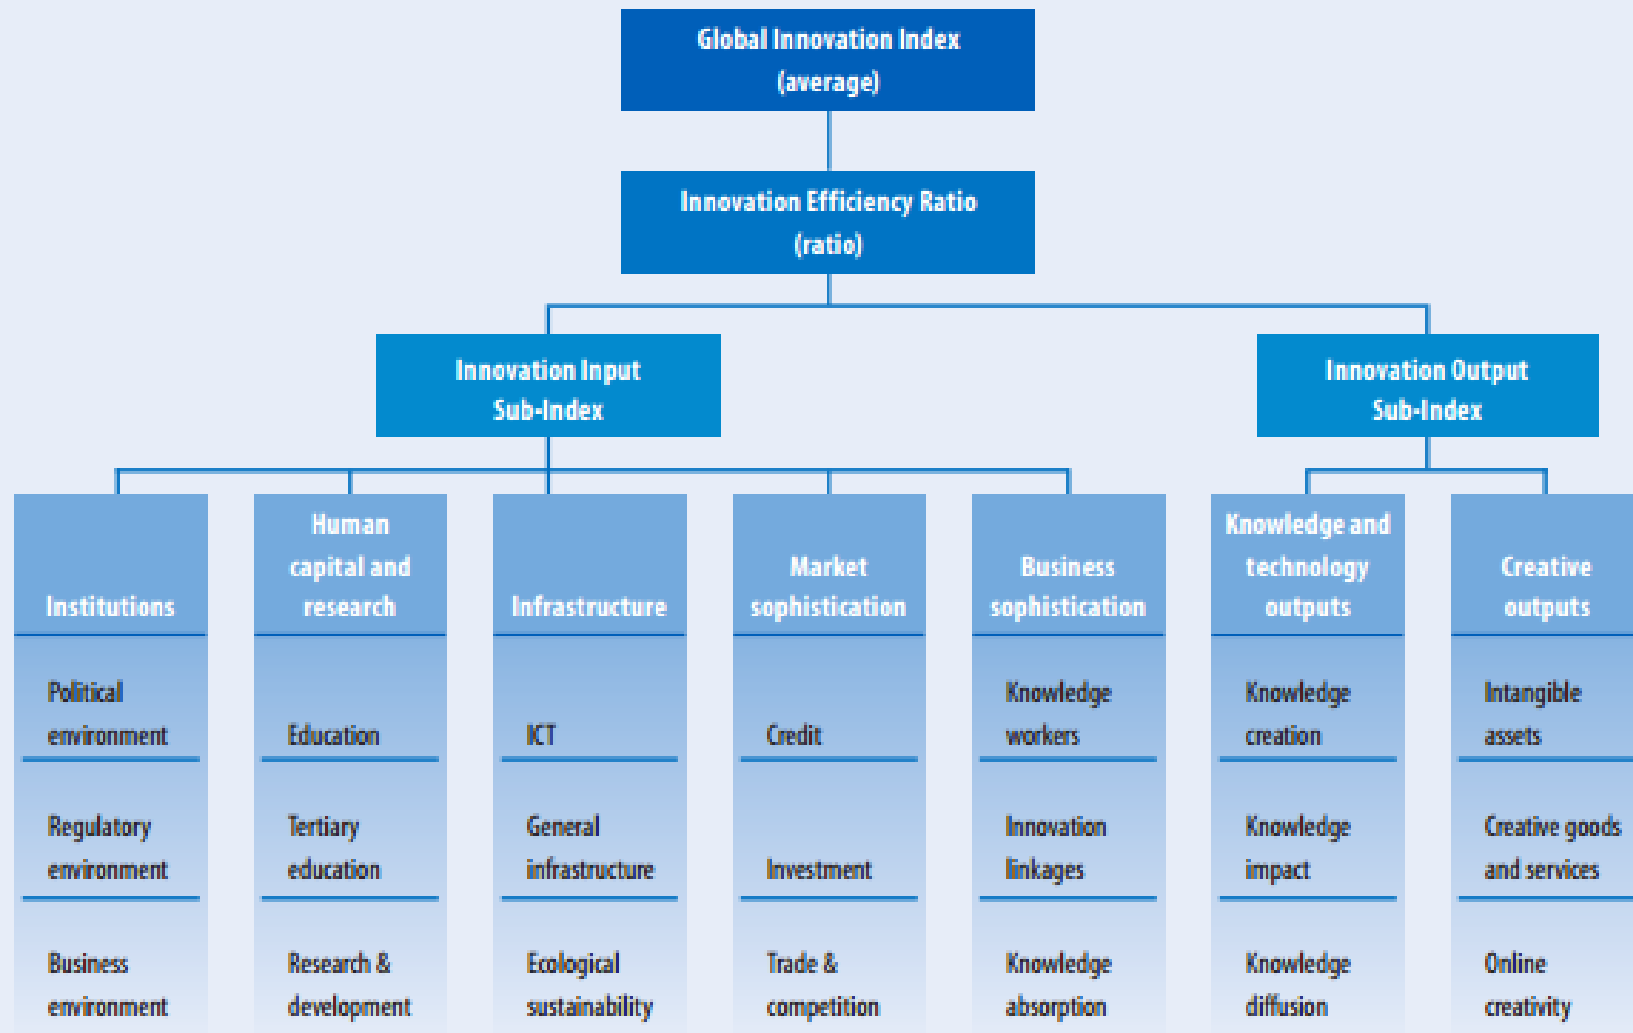 Global Innovation Index
(average)
Innovation Efficiency Ratio
(ratio)
Innovation Input
Sub-Index
Innovation Output
Sub-Index
Institutions
Political
environment
Regulatory
environment
Business
environment
Human
capital and
research
Education
Tertiary
education
Research &
development
Infrastructure
ICT
General
infrastructure
Ecological
sustainability
Market
sophistication
Credit
Investment
Trade &
competition
Business
sophistication
Knowledge
workers
Innovation
linkages
Knowledge
absorption
Knowledge and
technology
outputs
Knowledge
creation
Knowledge
impact
Knowledge
diffusion
Creative
outputs
Intangible
assets
Creative goods
and services
Online
creativity